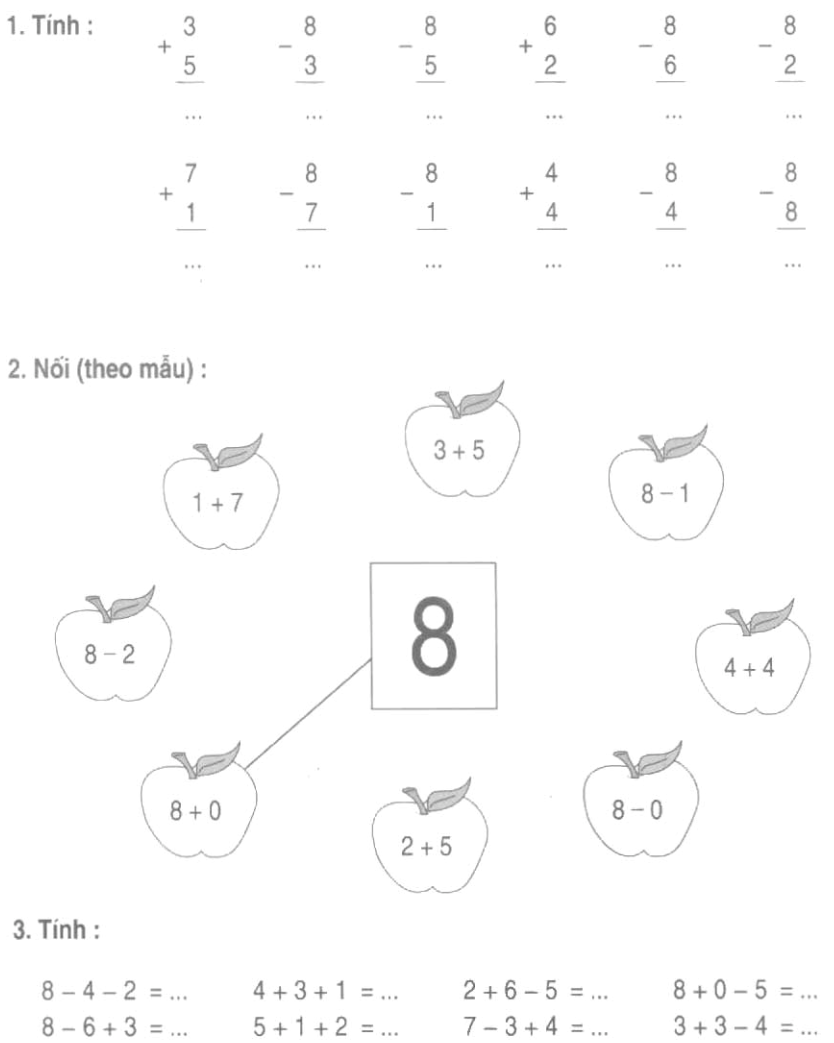 1. Tính :
3 8 8 6 8 8
+ - - + - -
5 3 5 2 6 2
... ... ... ... ... ...
7 8 8 4 8 8
+ - - + - -
1 7 1 4 4 8
... ... ... ... ... ...
2. Nối (theo mẫu) :
3 + 5
1 + 7
8 – 1
8
8 – 2
4 + 4
8 + 0
8 – 0
2 + 5
3. Tính :
8 – 4 – 2 = ... 4 + 3 + 1 = ... 2 + 6 – 5 = ... 8 + 0 – 5 = ...
8 – 6 + 3 = ... 5 + 1 + 2 = ... 7 – 3 + 4 = ... 3 + 3 – 4 = ...